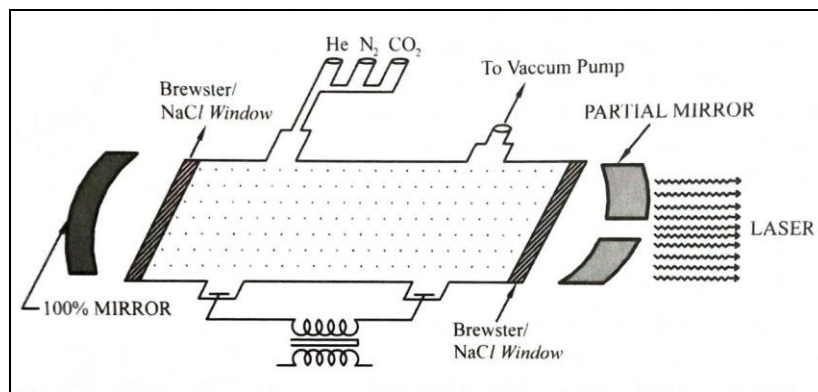 He N₂ CO₂
To Vaccum Pump
Brewster/
NaCl Window
PARTIAL MIRROR
LASER
100% MIRROR
Brewster/
NaCl Window